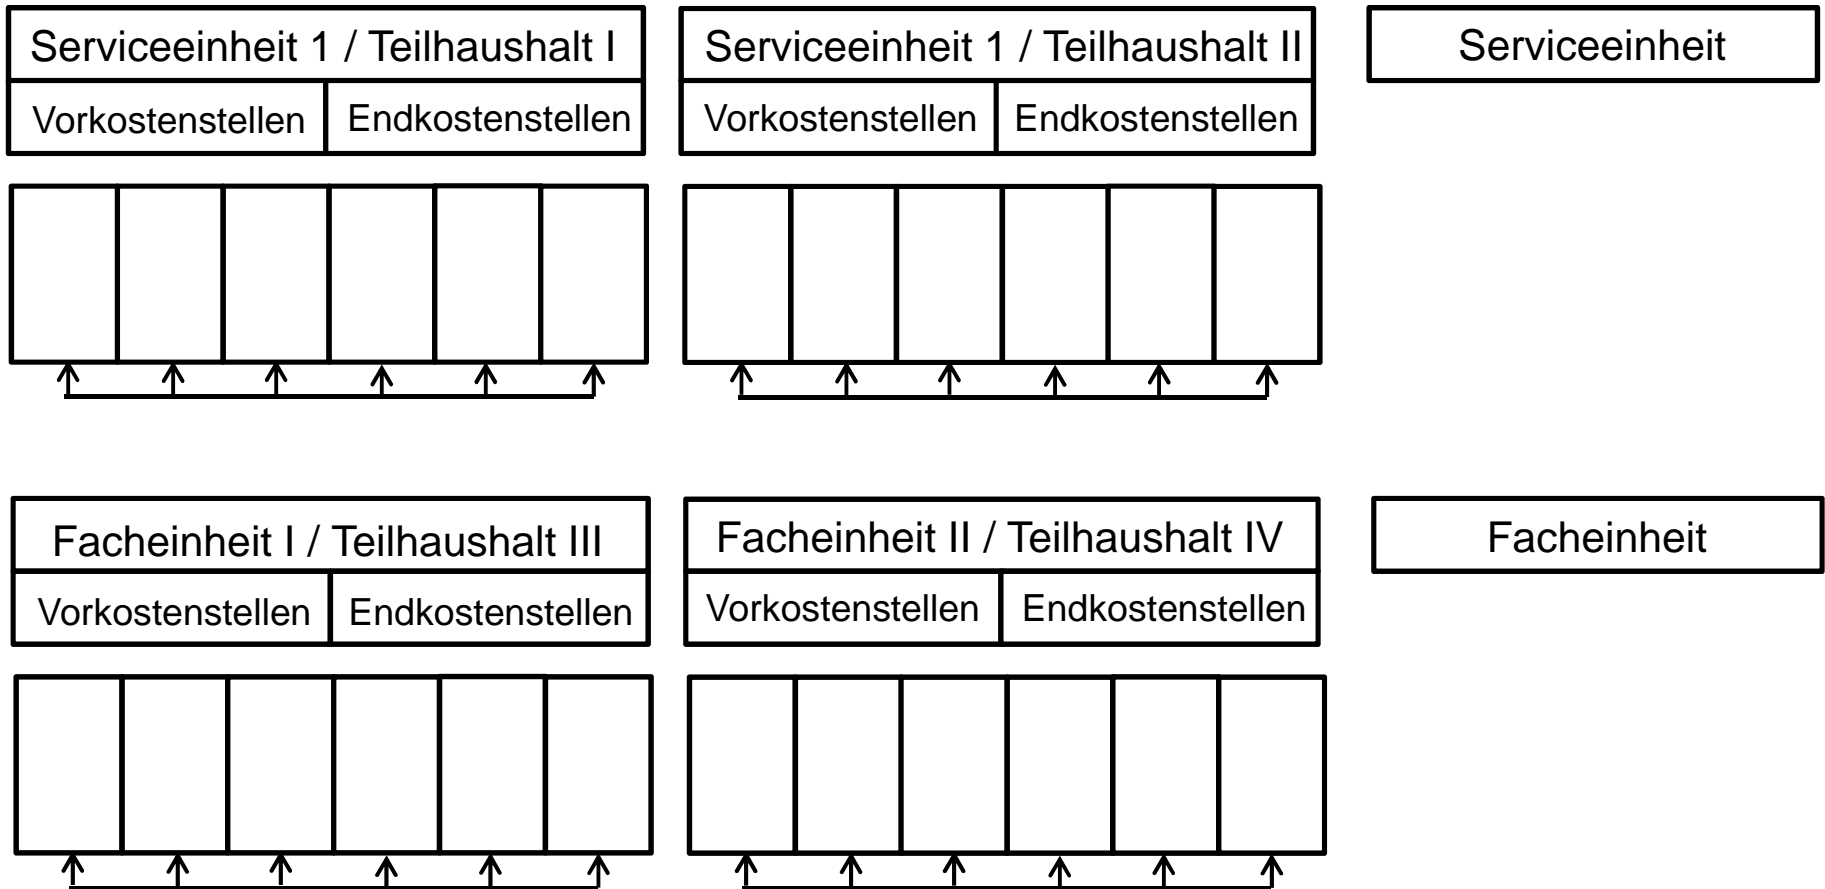 Serviceeinheit 1 / Teilhaushalt I
Vorkostenstellen
Endkostenstellen
Serviceeinheit 1 / Teilhaushalt II
Vorkostenstellen
Endkostenstellen
Serviceeinheit
Facheinheit I / Teilhaushalt III
Vorkostenstellen
Endkostenstellen
Facheinheit II / Teilhaushalt IV
Vorkostenstellen
Endkostenstellen
Facheinheit